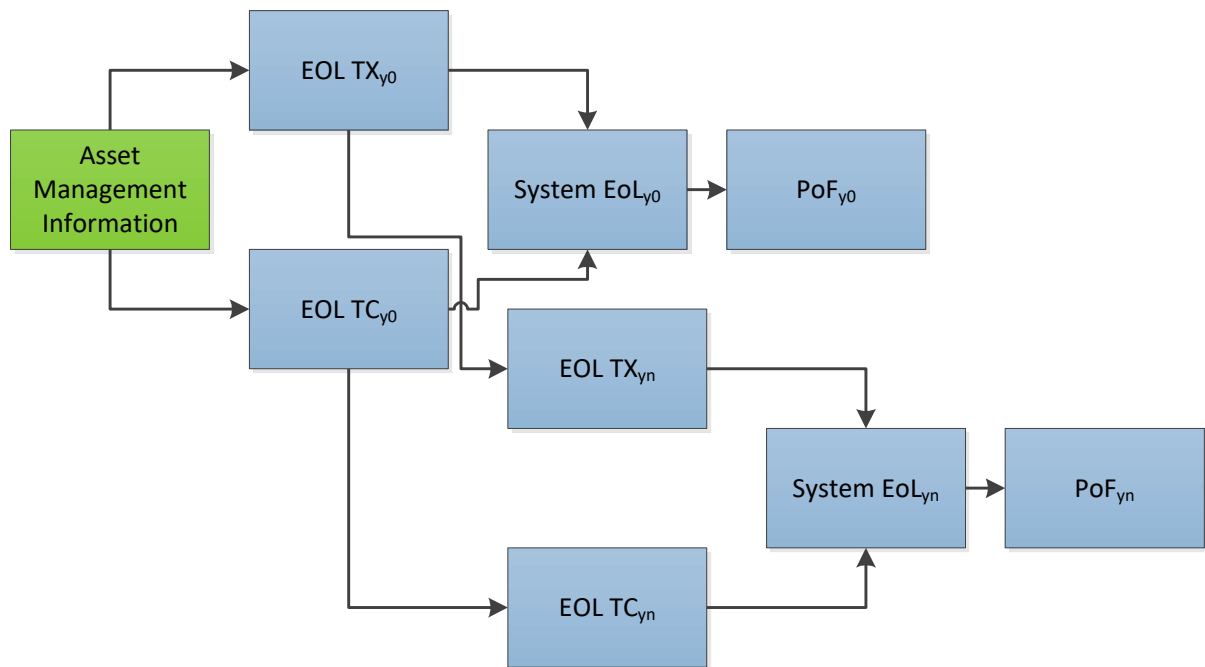 EOL TXy0
Asset
Management
Information
System EoLy0
PoFy0
EOL TCy0
EOL TXyn
System EoLyn
PoFyn
EOL TCyn